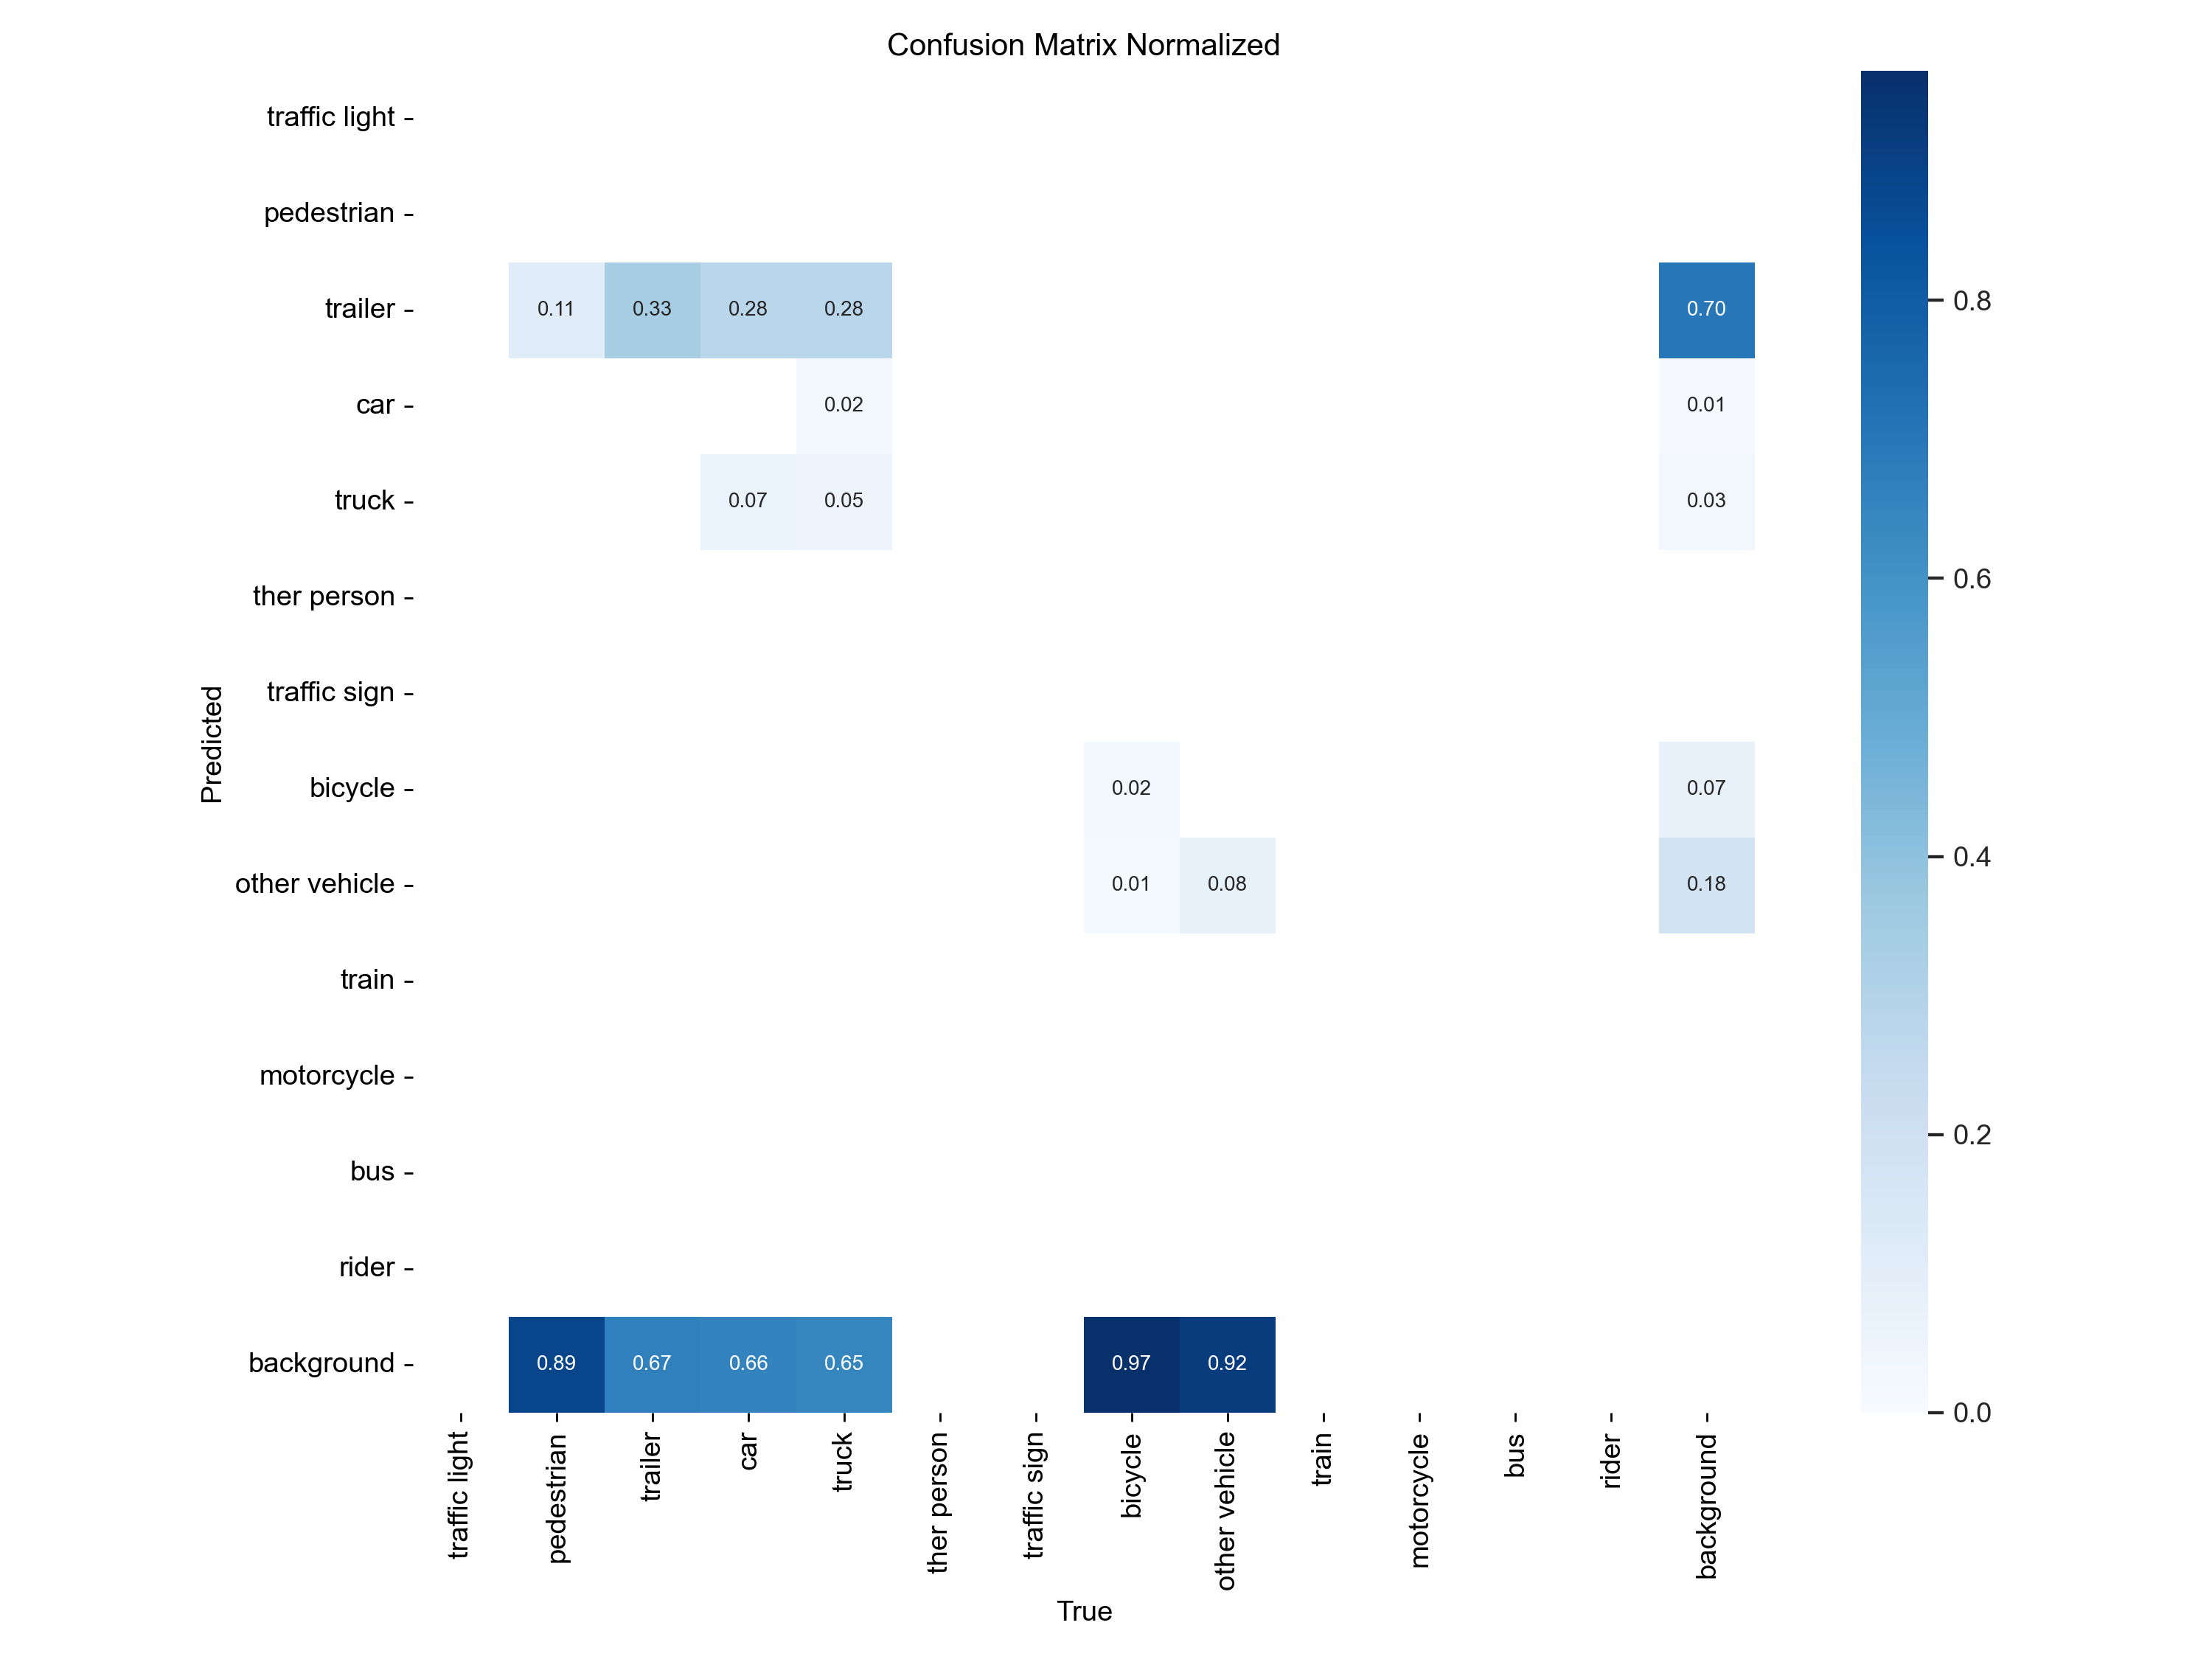 Confusion Matrix Normalized
traffic light
pedestrian
trailer 0.11 0.33 0.28 0.28 0.70
car 0.02 0.01
truck 0.07 0.05 0.03
ther person
traffic sign
bicycle 0.02 0.07
other vehicle 0.01 0.08 0.18
train
motorcycle
bus
rider
background 0.89 0.67 0.66 0.65 0.97 0.92
Predicted
traffic light
pedestrian
trailer
car
truck
ther person
traffic sign
bicycle
other vehicle
train
motorcycle
bus
rider
background
True
0.8
0.6
0.4
0.2
0.0